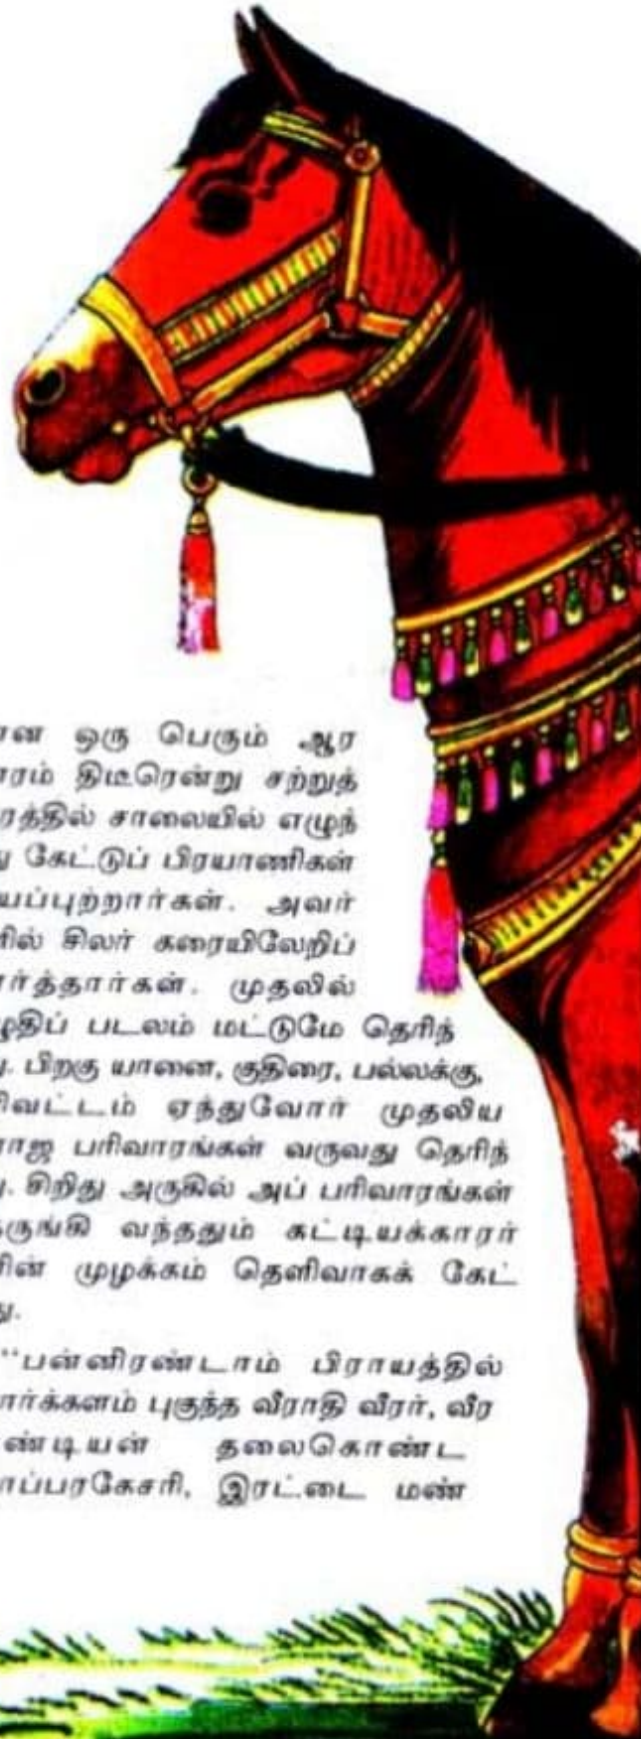 ான ஒரு பெரும் ஆர
ாரம் திடீரென்று சற்றுத்
ரத்தில் சாலையில் எழுந்
து கேட்டுப் பிரயாணிகள்
யப்புற்றார்கள். அவர்
ளில் சிலர் கரையிலேறிப்
ார்த்தார்கள். முதலில்
ழுதிப் படலம் மட்டுமே தெரிந்
து. பிறகு யானை, குதிரை, பல்லக்கு,
ரிவட்டம் ஏந்துவோர் முதலிய
ராஜ பரிவாரங்கள் வருவது தெரிந்
து. சிறிது அருகில் அப் பரிவாரங்கள்
ருங்கி வந்ததும் கட்டியக்காரர்
ளின் முழக்கம் தெளிவாகக் கேட்
து.
"பன்னிரண்டாம் பிராயத்தில்
ார்க்களம் புகுந்த வீராதி வீரர், வீர
ண்டியன் தலைகொண்ட
ாப்பரகேசரி, இரட்டை மண்